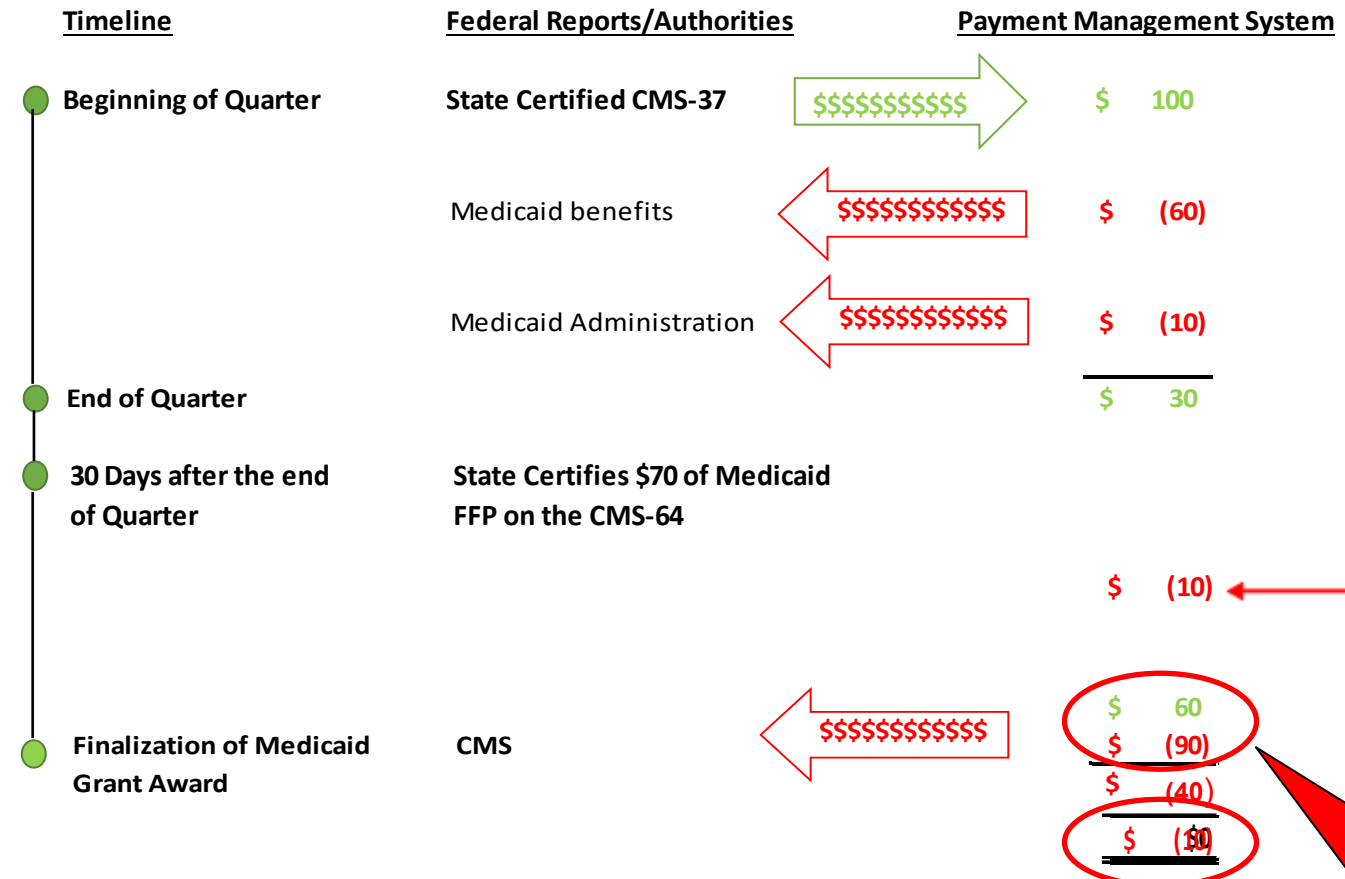 Timeline Federal Reports/Authorities Payment Management System
Beginning of Quarter State Certified CMS-37 $$$$$$$$$$$ $ 100
Medicaid benefits $$$$$$$$$$$$ $ (60)
Medicaid Administration $$$$$$$$$$$$ $ (10)
End of Quarter $ 30
30 Days after the end State Certifies $70 of Medicaid
of Quarter FFP on the CMS-64
$ (10)
$ 60
$$$$$$$$$$$$
Finalization of Medicaid CMS $ (90)
Grant Award $ (40)
$